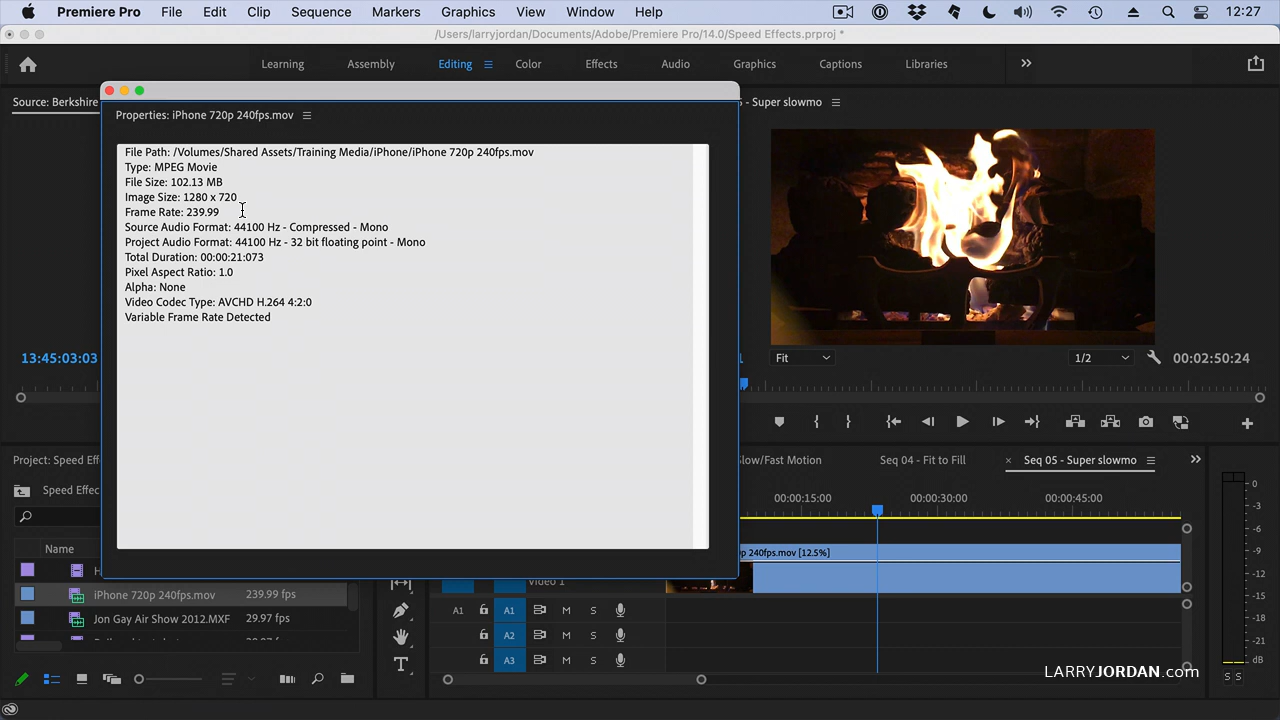 Premiere Pro File Edit Clip Sequence Markers Graphics View Window Help 12:27
/Users/larryjordan/Documents/Adobe/Premiere Pro/14.0/Speed Effects.prproj *
Learning Assembly Editing Color Effects Audio Graphics Captions Libraries
Source: Berkshire
- Super slowmo
Properties: iPhone 720p 240fps.mov
File Path: /Volumes/Shared Assets/Training Media/iPhone/iPhone 720p 240fps.mov
Type: MPEG Movie
File Size: 102.13 MB
Image Size: 1280 x 720
Frame Rate: 239.99
Source Audio Format: 44100 Hz - Compressed - Mono
Project Audio Format: 44100 Hz - 32 bit floating point - Mono
Total Duration: 00:00:21:073
Pixel Aspect Ratio: 1.0
Alpha: None
Video Codec Type: AVCHD H.264 4:2:0
Variable Frame Rate Detected
13:45:03:03
Fit 1/2 00:02:50:24
Project: Speed Eff
Slow/Fast Motion Seq 04 - Fit to Fill × Seq 05 - Super slowmo
Speed Effec
00:00:15:00 00:00:30:00 00:00:45:00
Name
p 240fps.mov [12.5%]
H
Video 1
iPhone 720p 240fps.mov 239.99 fps
Jon Gay Air Show 2012.MXF 29.97 fps
A1 A1 M S
A2 M S
A3 M S
0
-3
-6
-9
-12
-15
-18
-21
dB
S S
LARRYJORDAN.com